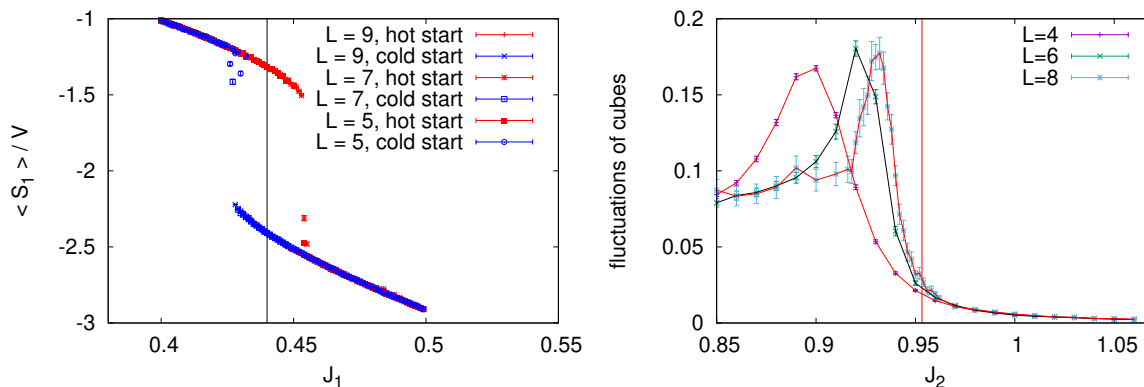 -1
-1.5
-2
-2.5
-3
< S1 > / V
L = 9, hot start
L = 9, cold start
L = 7, hot start
L = 7, cold start
L = 5, hot start
L = 5, cold start
0.4
0.45
0.5
0.55
J1
0.2
0.15
0.1
0.05
0
fluctuations of cubes
L=4
L=6
L=8
0.85
0.9
0.95
1
1.05
J2